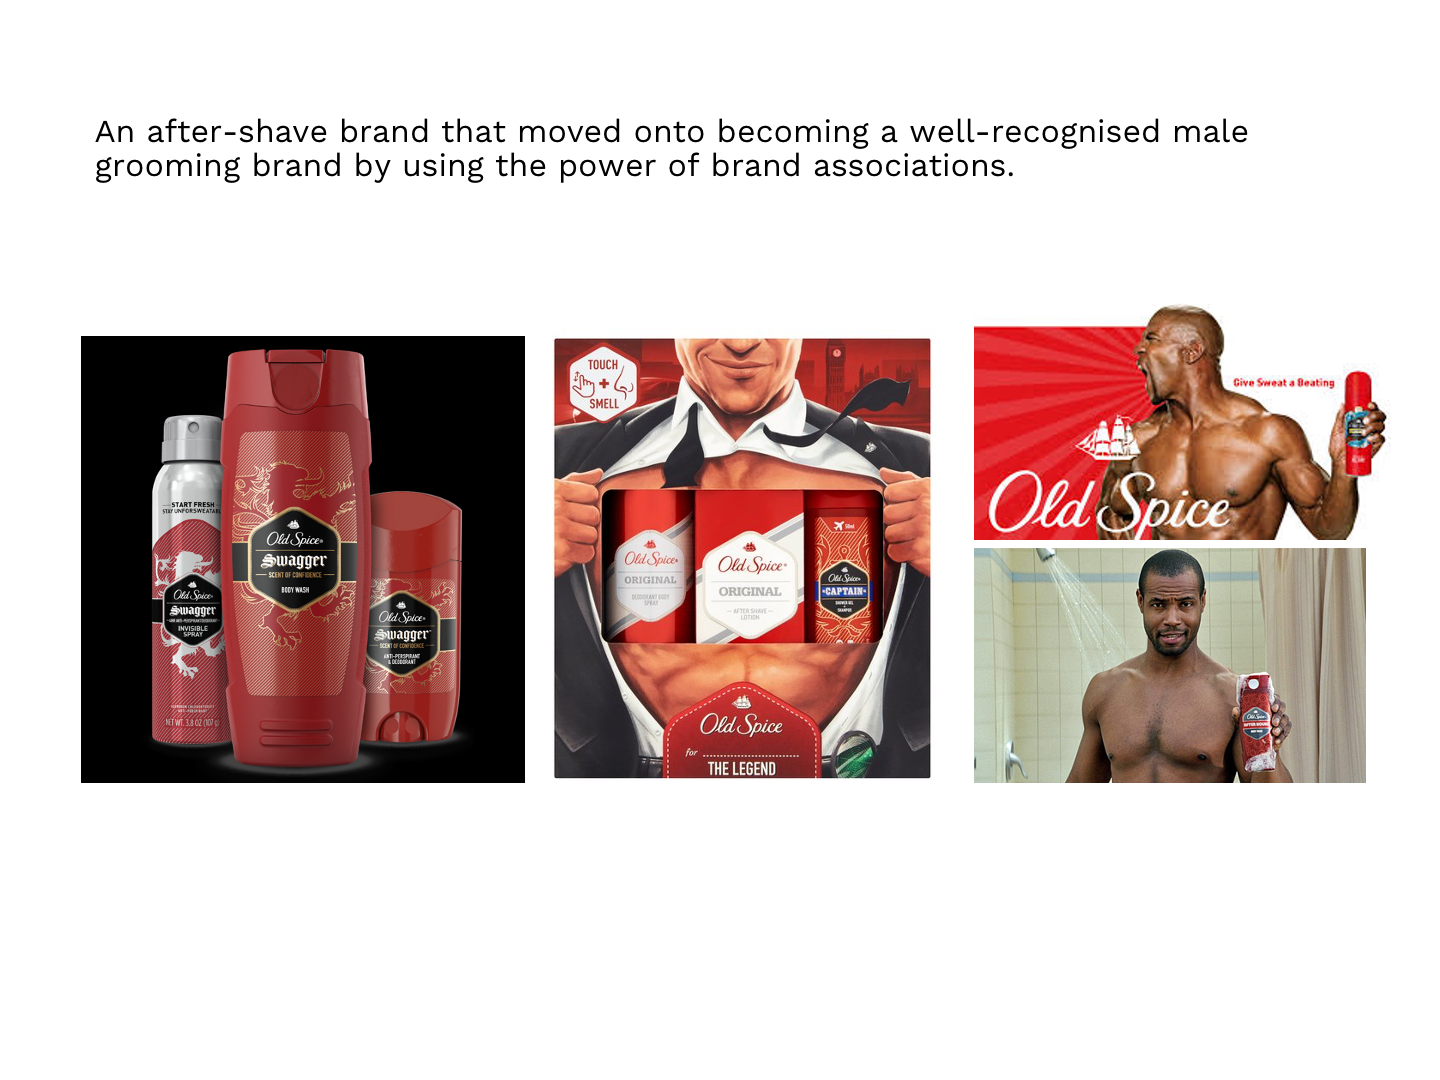 An after-shave brand that moved onto becoming a well-recognised male
grooming brand by using the power of brand associations.
START FRESH
Old Spice
Swagger
INVISIBLE
SPRAY
NET WT. 3.8 OZ (107 g)
Old Spice
Swagger
SCENT OF CONFIDENCE
BODY WASH
Old Spice
Swagger
SCENT OF CONFIDENCE
ANTI-PERSPIRANT
& DEODORANT
TOUCH
+
SMELL
Old Spice
ORIGINAL
DEODORANT BODY
SPRAY
Old Spice
ORIGINAL
AFTER SHAVE
LOTION
50ml
Old Spice
CAPTAIN
SHOWER GEL
SHAMPOO
Old Spice
for
THE LEGEND
Give Sweat a Beating
Old Spice
Old Spice